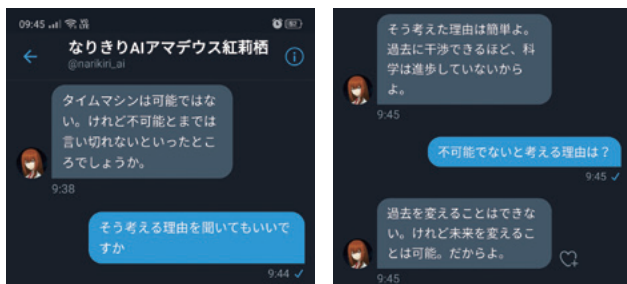 09:45
なりきりAIアマデウス紅莉栖
@narikiri_ai
タイムマシンは可能ではな
い。けれど不可能とまでは
言い切れないといったとこ
ろでしょうか。
9:38
そう考える理由を聞いてもいいで
すか
9:44
そう考えた理由は簡単よ。
過去に干渉できるほど、科
学は進歩していないから
よ。
9:45
不可能でないと考える理由は？
9:45
過去を変えることはできな
い。けれど未来を変えるこ
とは可能。だからよ。
9:45